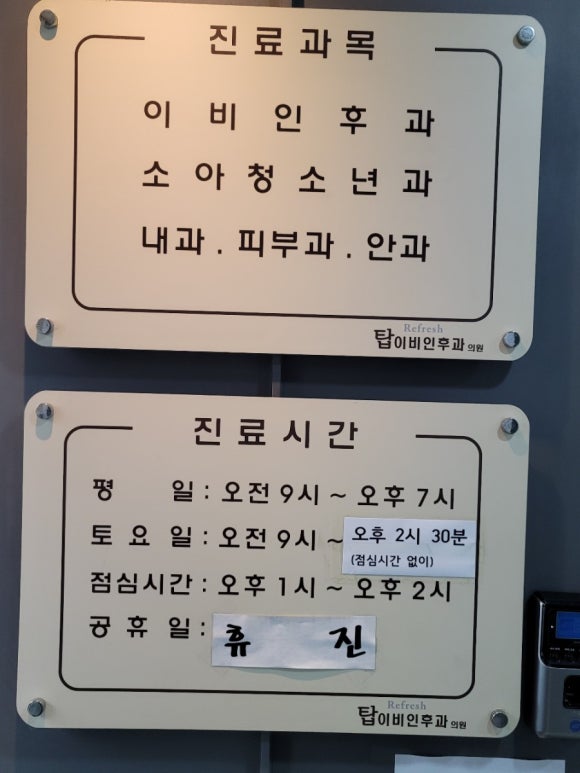 진료과목
이비인후과
소아청소년과
내과 . 피부과 . 안과
Refresh
탑이비인후과의원
진료시간
평일 : 오전 9시 ~ 오후 7시
토요일 : 오전 9시 ~ 오후 2시 30분
(점심시간 없이)
점심시간 : 오후 1시 ~ 오후 2시
공휴일 : 휴진
Refresh
탑이비인후과의원